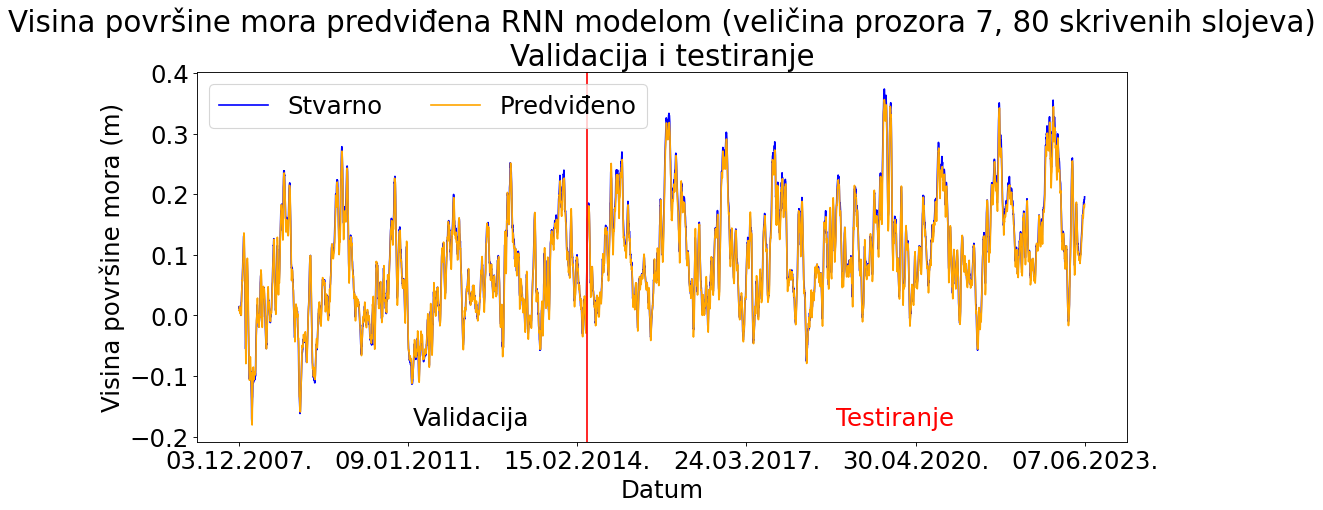 Visina površine mora predviđena RNN modelom (veličina prozora 7, 80 skrivenih slojeva)
Validacija i testiranje
Stvarno
Predviđeno
Visina površine mora (m)
0.4
0.3
0.2
0.1
0.0
−0.1
−0.2
Validacija
Testiranje
03.12.2007.
09.01.2011.
15.02.2014.
24.03.2017.
30.04.2020.
07.06.2023.
Datum